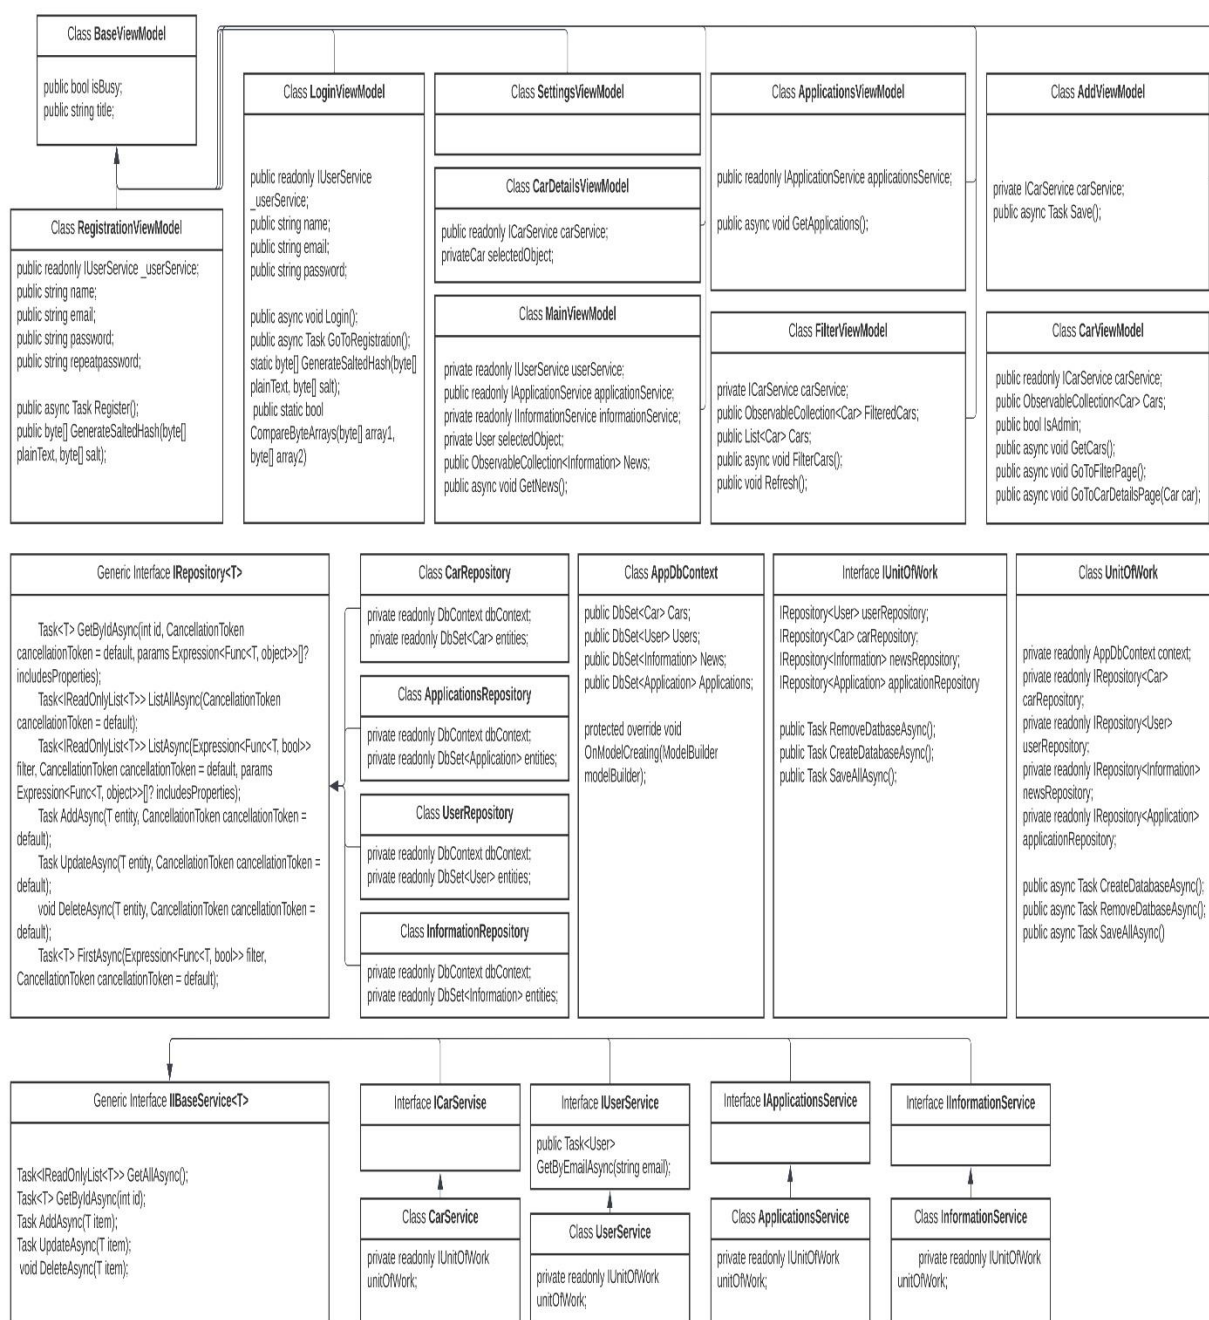 Class BaseViewModel
public bool isBusy;
public string title;
Class RegistrationViewModel
public readonly IUserService _userService;
public string name;
public string email;
public string password;
public string repeatpassword;
public async Task Register();
public byte[] GenerateSaltedHash(byte[]
plainText, byte[] salt);
Class LoginViewModel
public readonly IUserService
_userService;
public string name;
public string email;
public string password;
public async void Login():
public async Task GoToRegistration();
static byte[] GenerateSaltedHash(byte[]
plainText, byte[] salt);
public static bool
CompareByteArrays(byte[] array1,
byte[] array2)
Class SettingsViewModel
Class CarDetailsViewModel
public readonly ICarService carService;
privateCar selectedObject;
Class MainViewModel
private readonly IUserService userService;
public readonly IApplicationService applicationService;
private readonly IInformationService informationService;
private User selectedObject;
public ObservableCollection<Information> News;
public async void GetNews();
Class ApplicationsViewModel
public readonly IApplicationService applicationsService;
public async void GetApplications();
Class FilterViewModel
private ICarService carService;
public ObservableCollection<Car> FilteredCars;
public List<Car> Cars;
public async void FilterCars();
public void Refresh();
Class AddViewModel
private ICarService carService;
public async Task Save();
Class CarViewModel
public readonly ICarService carService;
public ObservableCollection<Car> Cars;
public bool IsAdmin;
public async void GetCars();
public async void GoToFilterPage();
public async void GoToCarDetailsPage(Car car);
Generic Interface IRepository<T>
Task<T> GetByIdAsync(int id, CancellationToken
cancellationToken = default, params Expression<Func<T, object>>[]?
includesProperties);
Task<IReadOnlyList<T>> ListAllAsync(CancellationToken
cancellationToken = default);
Task<IReadOnlyList<T>> ListAsync(Expression<Func<T, bool>>
filter, CancellationToken cancellationToken = default, params
Expression<Func<T, object>>[]? includesProperties);
Task AddAsync(T entity, CancellationToken cancellationToken =
default);
Task UpdateAsync(T entity, CancellationToken cancellationToken =
default);
void DeleteAsync(T entity, CancellationToken cancellationToken =
default);
Task<T> FirstAsync(Expression<Func<T, bool>> filter,
CancellationToken cancellationToken = default);
Class CarRepository
private readonly DbContext dbContext;
private readonly DbSet<Car> entities;
Class ApplicationsRepository
private readonly DbContext dbContext;
private readonly DbSet<Application> entities;
Class UserRepository
private readonly DbContext dbContext;
private readonly DbSet<User> entities;
Class InformationRepository
private readonly DbContext dbContext;
private readonly DbSet<Information> entities;
Class AppDbContext
public DbSet<Car> Cars;
public DbSet<User> Users;
public DbSet<Information> News;
public DbSet<Application> Applications;
protected override void
OnModelCreating(ModelBuilder
modelBuilder);
Interface IUnitOfWork
IRepository<User> userRepository;
IRepository<Car> carRepository;
IRepository<Information> newsRepository;
IRepository<Application> applicationRepository
public Task RemoveDatbaseAsync();
public Task CreateDatabaseAsync();
public Task SaveAllAsync();
Class UnitOfWork
private readonly AppDbContext context;
private readonly IRepository<Car>
carRepository;
private readonly IRepository<User>
userRepository;
private readonly IRepository<Information>
newsRepository;
private readonly IRepository<Application>
applicationRepository;
public async Task CreateDatabaseAsync();
public async Task RemoveDatbaseAsync();
public async Task SaveAllAsync()
Generic Interface IIBaseService<T>
Task<IReadOnlyList<T>> GetAllAsync();
Task<T> GetByIdAsync(int id);
Task AddAsync(T item);
Task UpdateAsync(T item);
void DeleteAsync(T item);
Interface ICarServise
Class CarService
private readonly IUnitOfWork
unitOfWork;
Interface IUserService
public Task<User>
GetByEmailAsync(string email);
Class UserService
private readonly IUnitOfWork
unitOfWork;
Interface IApplicationsService
Class ApplicationsService
private readonly IUnitOfWork
unitOfWork;
Interface IInformationService
Class InformationService
private readonly IUnitOfWork
unitOfWork;